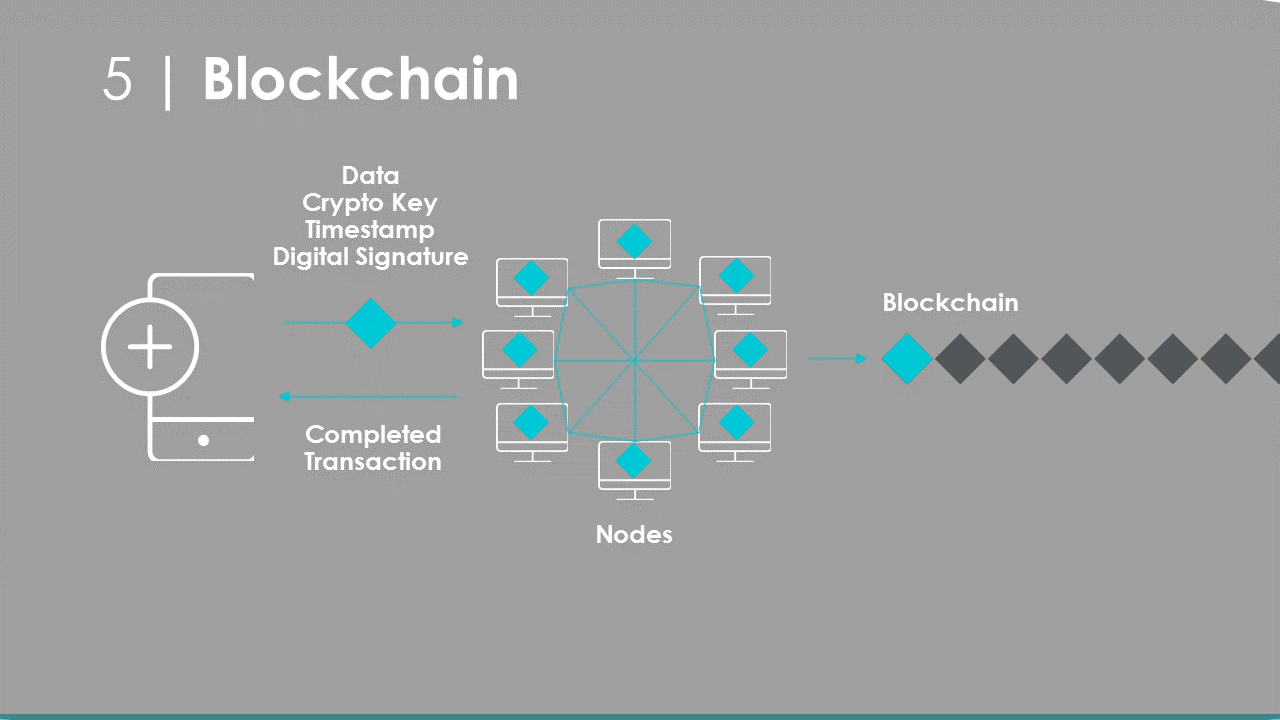 5 | Blockchain
Data
Crypto Key
Timestamp
Digital Signature
Blockchain
Completed
Transaction
Nodes